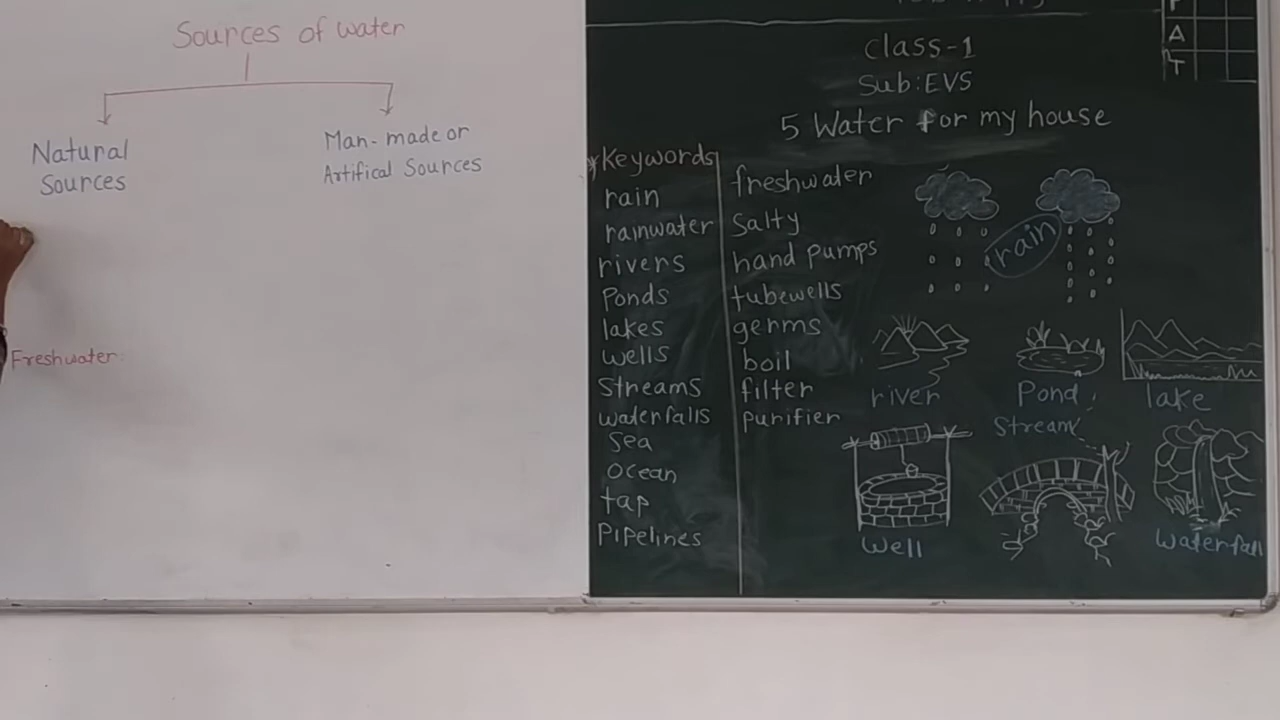 Sources of water
Natural
Sources
Man-made or
Artifical Sources
Freshwater:
P
A
T
Class-1
Sub:EVS
5 Water for my house
*Keywords
rain
rainwater
rivers
Ponds
lakes
wells
Streams
waterfalls
Sea
Ocean
tap
Pipelines
freshwater
Salty
hand Pumps
tubewells
germs
boil
filter
Purifier
rain
river
Pond
lake
Stream
Well
Waterfall